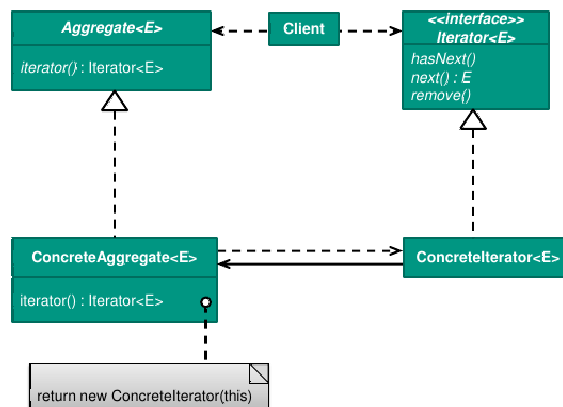 Aggregate<E>
iterator() : Iterator<E>
Client
<<interface>>
Iterator<E>
hasNext()
next() : E
remove()
ConcreteAggregate<E>
iterator() : Iterator<E>
ConcreteIterator<E>
return new ConcreteIterator(this)